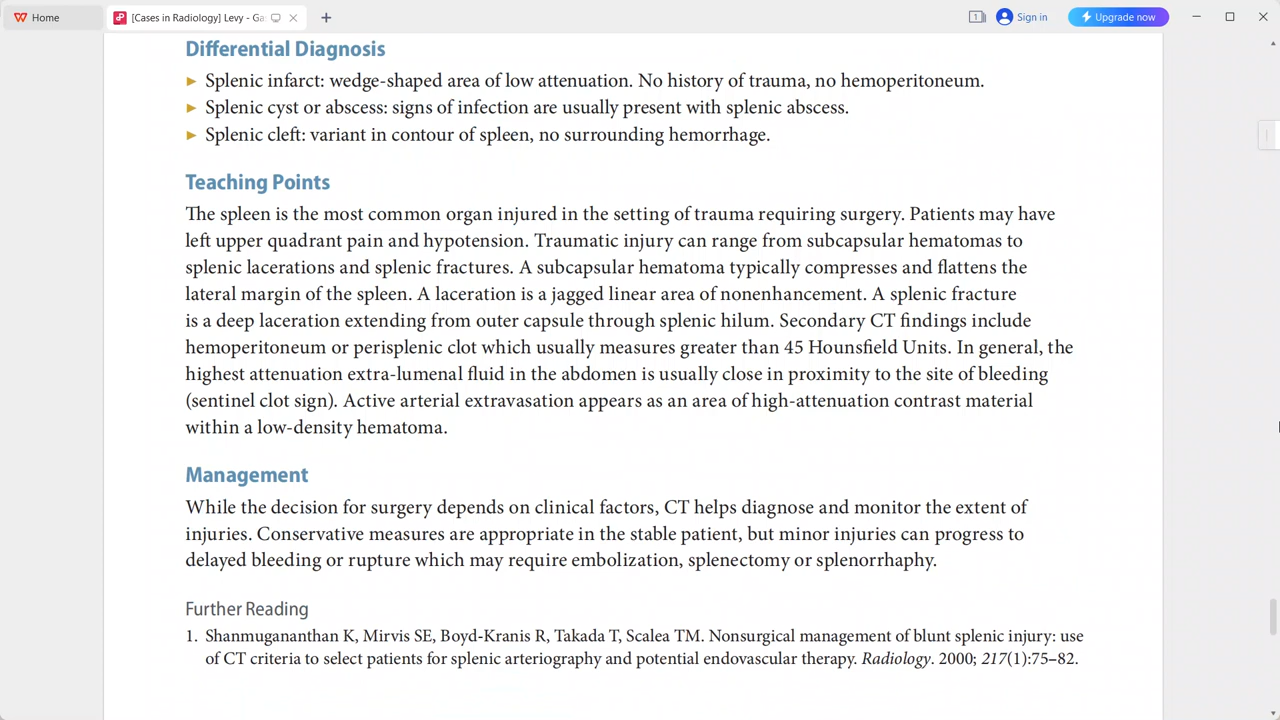 Home
[Cases in Radiology] Levy - Ga
1
Sign in
Upgrade now
Differential Diagnosis
► Splenic infarct: wedge-shaped area of low attenuation. No history of trauma, no hemoperitoneum.
► Splenic cyst or abscess: signs of infection are usually present with splenic abscess.
► Splenic cleft: variant in contour of spleen, no surrounding hemorrhage.
Teaching Points
The spleen is the most common organ injured in the setting of trauma requiring surgery. Patients may have
left upper quadrant pain and hypotension. Traumatic injury can range from subcapsular hematomas to
splenic lacerations and splenic fractures. A subcapsular hematoma typically compresses and flattens the
lateral margin of the spleen. A laceration is a jagged linear area of nonenhancement. A splenic fracture
is a deep laceration extending from outer capsule through splenic hilum. Secondary CT findings include
hemoperitoneum or perisplenic clot which usually measures greater than 45 Hounsfield Units. In general, the
highest attenuation extra-lumenal fluid in the abdomen is usually close in proximity to the site of bleeding
(sentinel clot sign). Active arterial extravasation appears as an area of high-attenuation contrast material
within a low-density hematoma.
Management
While the decision for surgery depends on clinical factors, CT helps diagnose and monitor the extent of
injuries. Conservative measures are appropriate in the stable patient, but minor injuries can progress to
delayed bleeding or rupture which may require embolization, splenectomy or splenorrhaphy.
Further Reading
1. Shanmuganathan K, Mirvis SE, Boyd-Kranis R, Takada T, Scalea TM. Nonsurgical management of blunt splenic injury: use
of CT criteria to select patients for splenic arteriography and potential endovascular therapy. Radiology. 2000; 217(1):75–82.